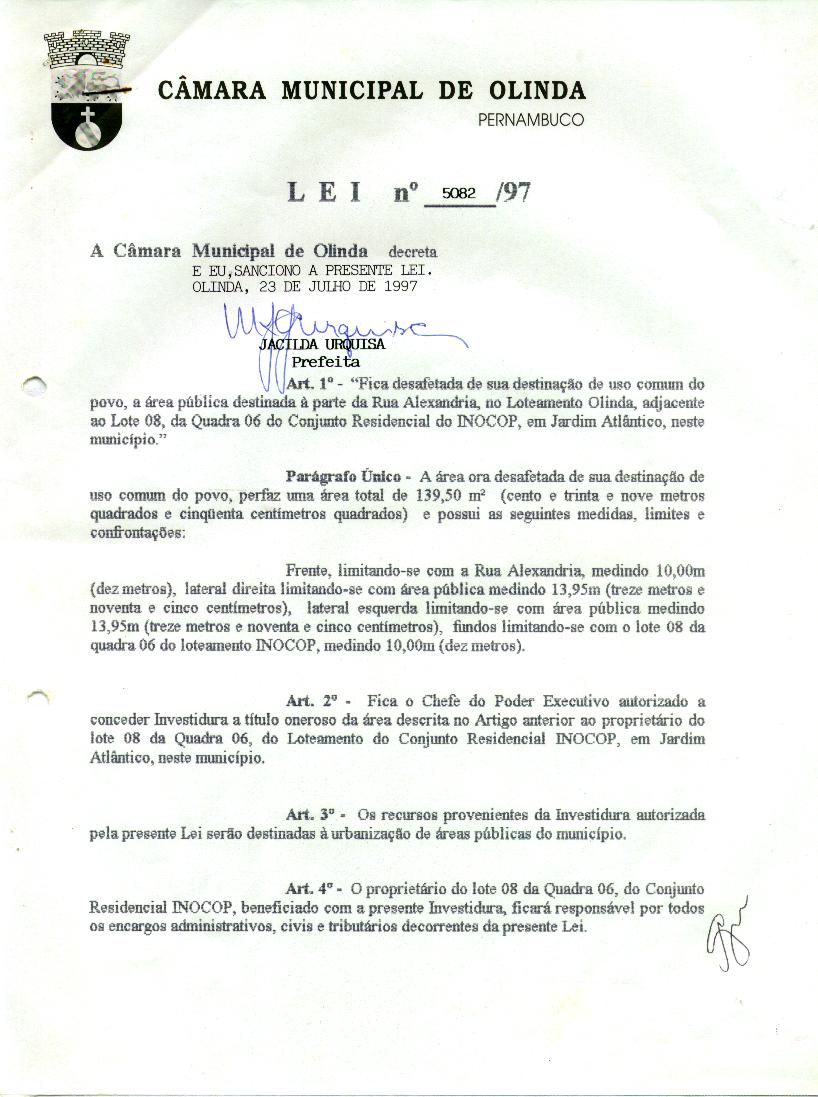 CÂMARA MUNICIPAL DE OLINDA
PERNAMBUCO
LEI nº 5082 /97
A Câmara Municipal de Olinda decreta
E EU,SANCIONO A PRESENTE LEI.
OLINDA, 23 DE JULHO DE 1997
JACILDA URQUISA
Prefeita
Art. 1º - “Fica desafetada de sua destinação de uso comum do
povo, a área pública destinada à parte da Rua Alexandria, no Loteamento Olinda, adjacente
ao Lote 08, da Quadra 06 do Conjunto Residencial do INOCOP, em Jardim Atlântico, neste
município.”
Parágrafo Único - A área ora desafetada de sua destinação de
uso comum do povo, perfaz uma área total de 139,50 m² (cento e trinta e nove metros
quadrados e cinqüenta centímetros quadrados) e possui as seguintes medidas, limites e
confrontações:
Frente, limitando-se com a Rua Alexandria, medindo 10,00m
(dez metros), lateral direita limitando-se com área pública medindo 13,95m (treze metros e
noventa e cinco centímetros), lateral esquerda limitando-se com área pública medindo
13,95m (treze metros e noventa e cinco centímetros), fundos limitando-se com o lote 08 da
quadra 06 do loteamento INOCOP, medindo 10,00m (dez metros).
Art. 2º - Fica o Chefe do Poder Executivo autorizado a
conceder Investidura a título oneroso da área descrita no Artigo anterior ao proprietário do
lote 08 da Quadra 06, do Loteamento do Conjunto Residencial INOCOP, em Jardim
Atlântico, neste município.
Art. 3º - Os recursos provenientes da Investidura autorizada
pela presente Lei serão destinadas à urbanização de áreas públicas do município.
Art. 4º - O proprietário do lote 08 da Quadra 06, do Conjunto
Residencial INOCOP, beneficiado com a presente Investidura, ficará responsável por todos
os encargos administrativos, civis e tributários decorrentes da presente Lei.